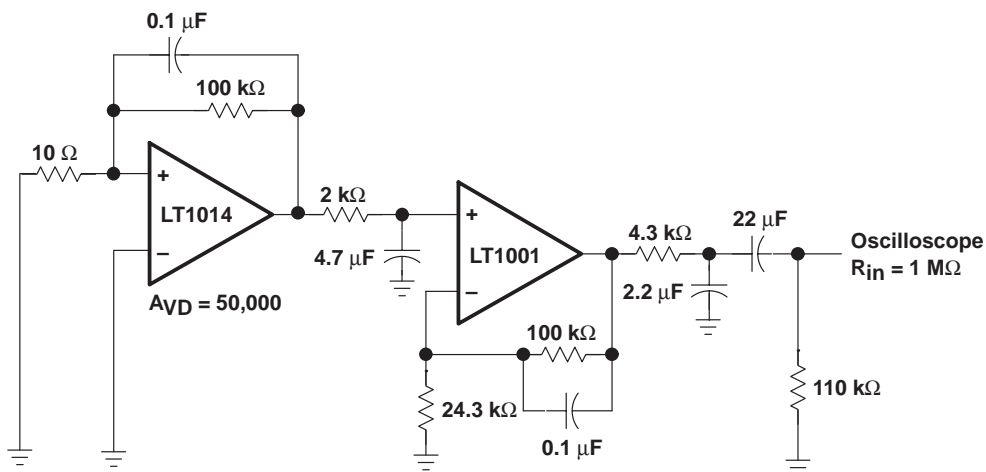 0.1 μF
100 kΩ
10 Ω
+
LT1014
−
AVD = 50,000
2 kΩ
4.7 μF
+
LT1001
−
4.3 kΩ
22 μF
Oscilloscope
Rin = 1 MΩ
2.2 μF
100 kΩ
24.3 kΩ
0.1 μF
110 kΩ